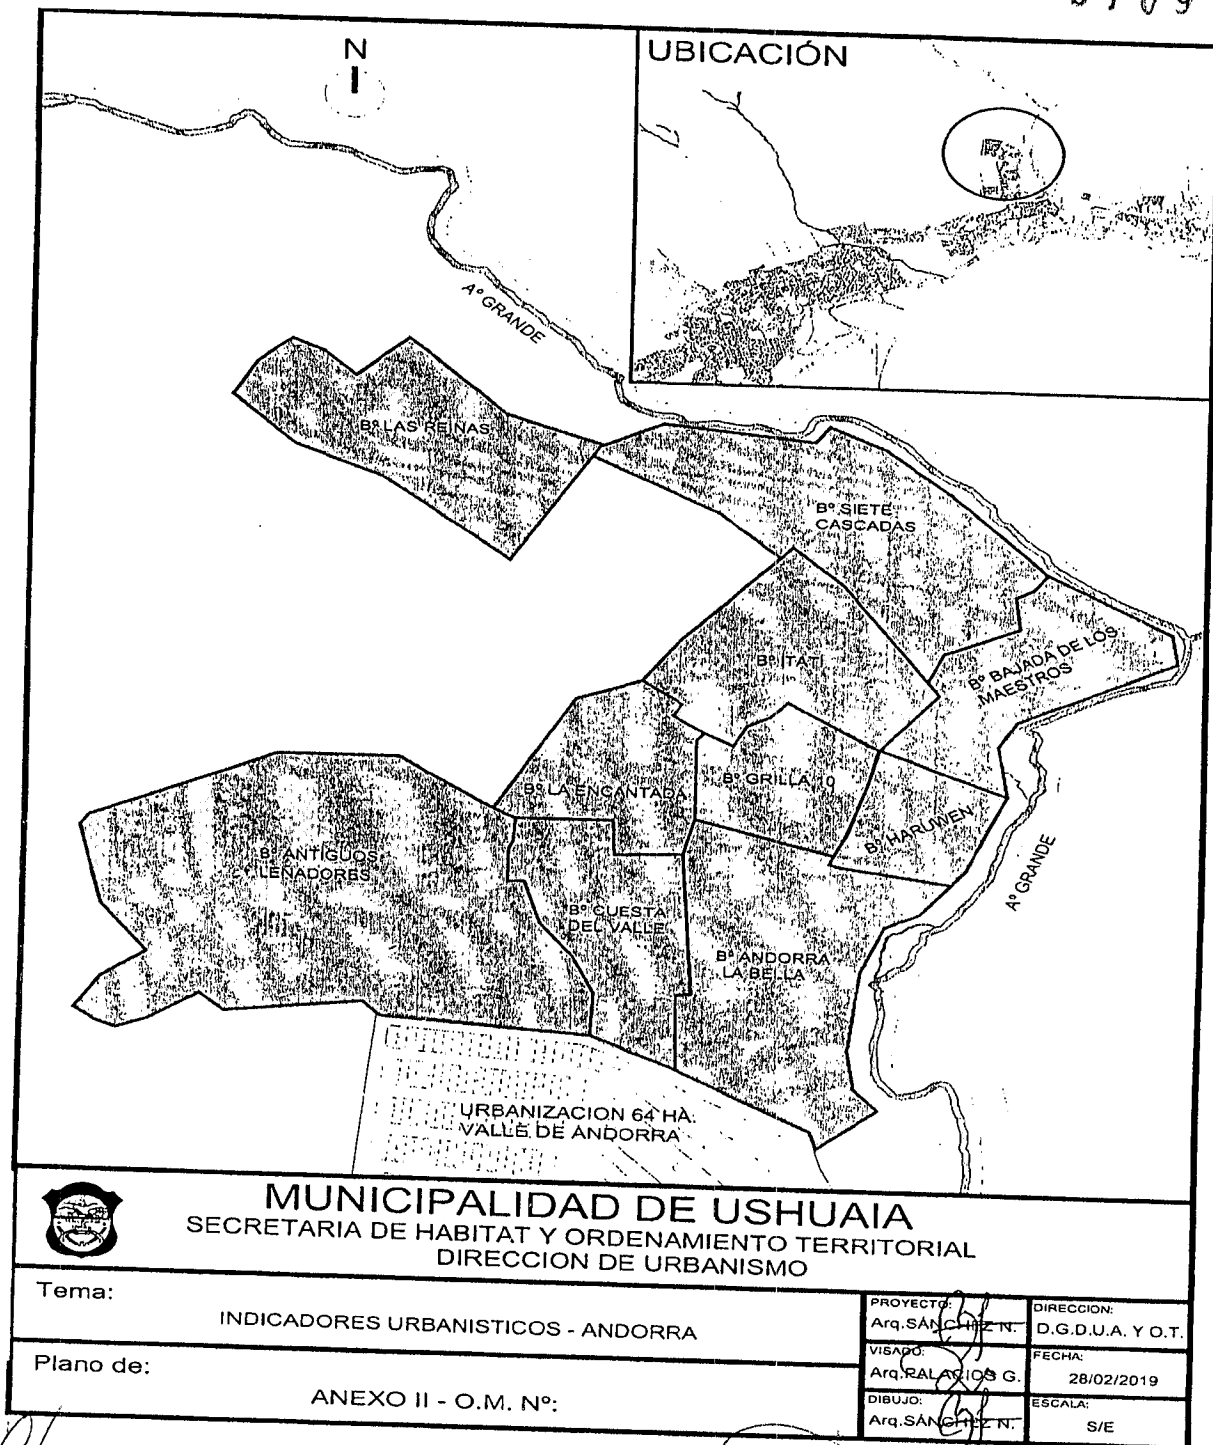 N
UBICACIÓN
Aº GRANDE
Bº LAS REINAS
Bº SIETE
CASCADAS
Bº ITATI
Bº BAJADA DE LOS
MAESTROS
Bº LA ENCANTADA
Bº GRILLA 10
Bº HARUWEN
Bº ANTIGUOS
LEÑADORES
Bº CUESTA
DEL VALLE
Bº ANDORRA
LA BELLA
Aº GRANDE
URBANIZACION 64 HA.
VALLE DE ANDORRA
MUNICIPALIDAD DE USHUAIA
SECRETARIA DE HABITAT Y ORDENAMIENTO TERRITORIAL
DIRECCION DE URBANISMO
Tema:
INDICADORES URBANISTICOS - ANDORRA
Plano de:
ANEXO II - O.M. Nº:
PROYECTO:
Arq.SÁNCHEZ N.
DIRECCION:
D.G.D.U.A. Y O.T.
VISADO:
Arq.PALACIOS G.
FECHA:
28/02/2019
DIBUJO:
Arq.SÁNCHEZ N.
ESCALA:
S/E